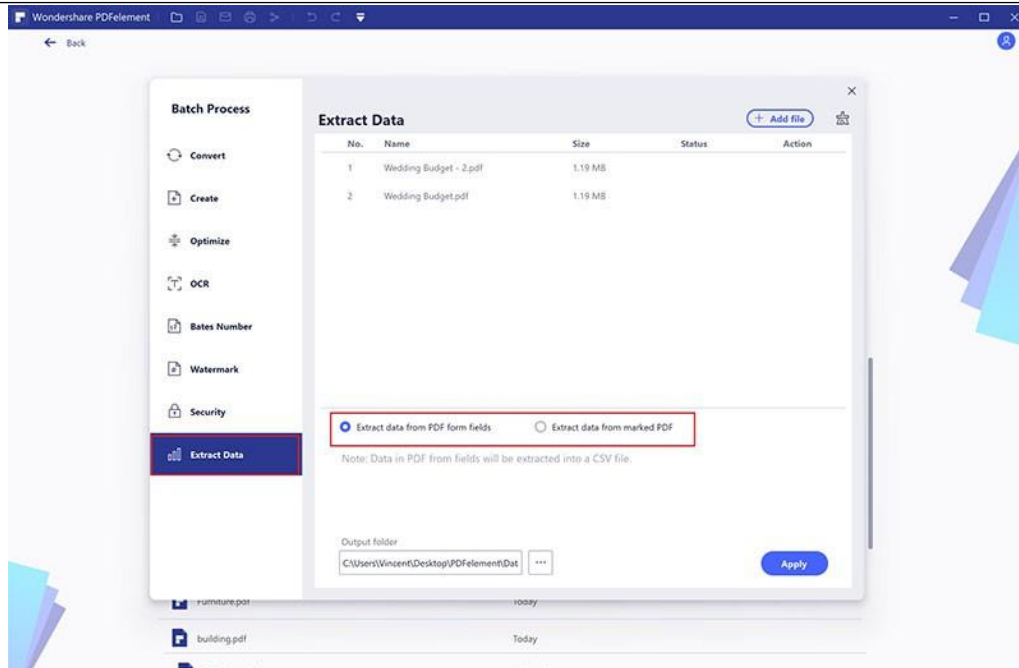 Wondershare PDFelement
Back
Batch Process
Convert
Create
Optimize
OCR
Bates Number
Watermark
Security
Extract Data
Extract Data
+ Add file
No. Name Size Status Action
1 Wedding Budget - 2.pdf 1.19 MB
2 Wedding Budget.pdf 1.19 MB
Extract data from PDF form fields Extract data from marked PDF
Note: Data in PDF from fields will be extracted into a CSV file.
Output folder
C:\Users\Vincent\Desktop\PDFelement\Dat ...
Apply
Furniture.pdf Today
building.pdf Today